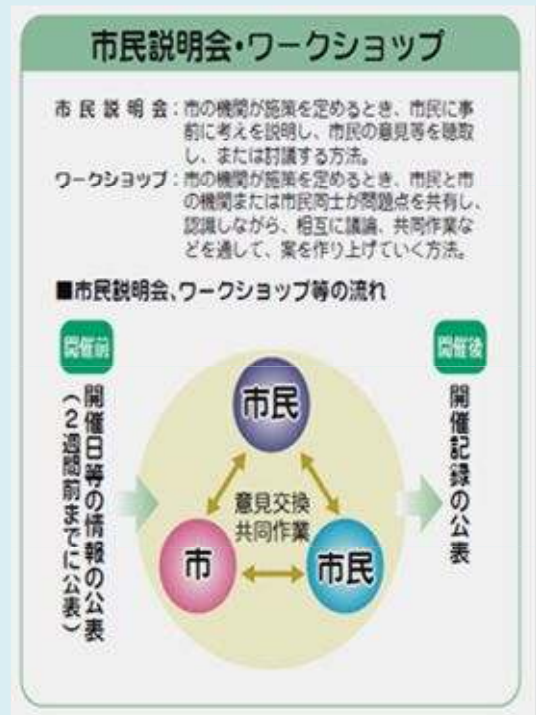 市民説明会・ワークショップ
市民説明会：市の機関が施策を定めるとき、市民に事
前に考えを説明し、市民の意見等を聴取
し、または討議する方法。
ワークショップ：市の機関が施策を定めるとき、市民と市
の機関または市民同士が問題点を共有し、
認識しながら、相互に議論、共同作業な
どを通して、案を作り上げていく方法。
■市民説明会、ワークショップ等の流れ
開催前
開催日等の情報の公表
（2週間前までに公表）
市民
意見交換
共同作業
市
市民
開催後
開催記録の公表